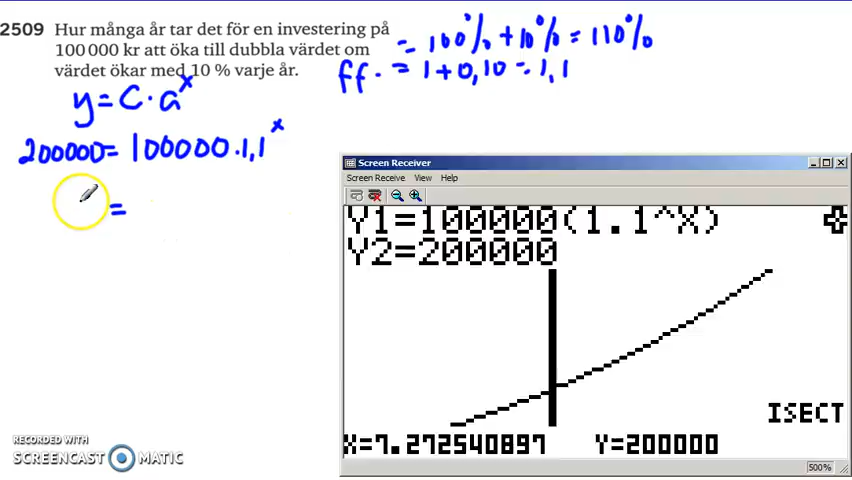 2509 Hur många år tar det för en investering på
100 000 kr att öka till dubbla värdet om
värdet ökar med 10 % varje år.
= 100% + 10% = 110%
ff. = 1 + 0,10 = 1,1
y = C · a^x
200000 = 100000 · 1,1^x
=
Screen Receiver
Screen Receiver View Help
Y1=100000(1.1^X)
Y2=200000
ISECT
X=7.272540897 Y=200000
500%
RECORDED WITH
SCREENCAST MATIC